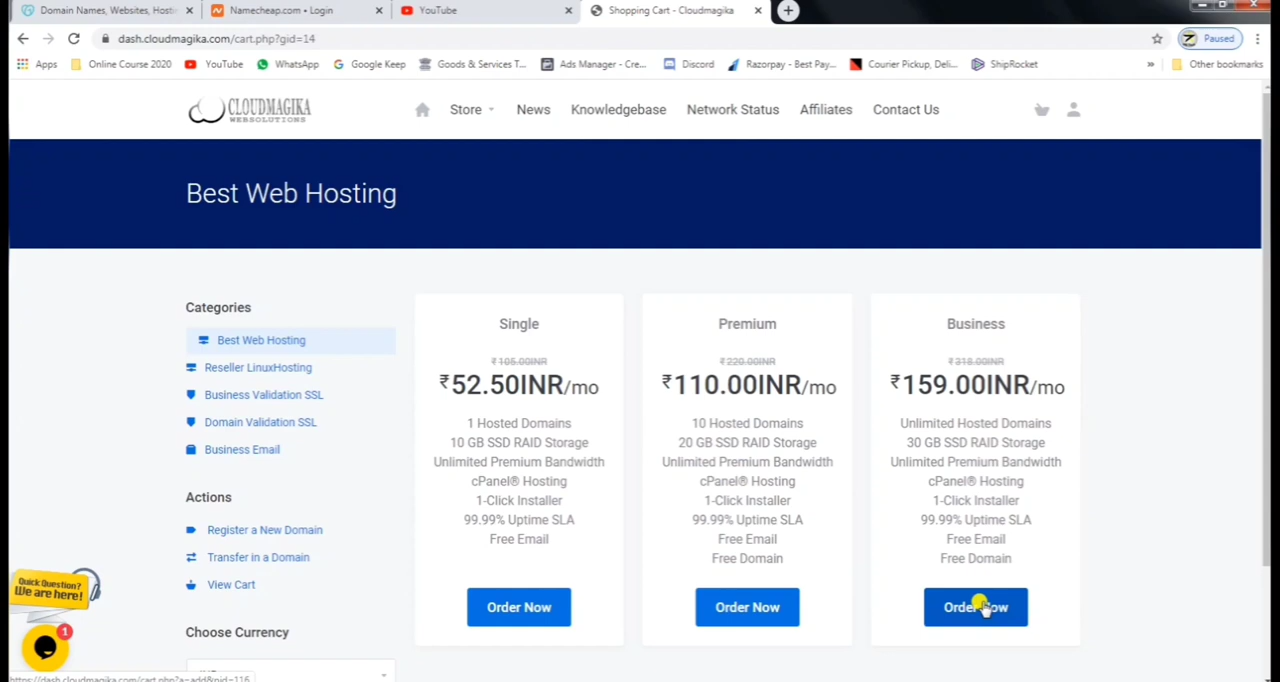 Domain Names, Websites, Hosti
Namecheap.com • Login
YouTube
Shopping Cart - Cloudmagika
dash.cloudmagika.com/cart.php?gid=14
Paused
Apps
Online Course 2020
YouTube
WhatsApp
Google Keep
Goods & Services T...
Ads Manager - Cre...
Discord
Razorpay - Best Pay...
Courier Pickup, Deli...
ShipRocket
»
Other bookmarks
CLOUDMAGIKA
WEBSOLUTIONS
Store
News
Knowledgebase
Network Status
Affiliates
Contact Us
Best Web Hosting
Categories
Best Web Hosting
Reseller LinuxHosting
Business Validation SSL
Domain Validation SSL
Business Email
Actions
Register a New Domain
Transfer in a Domain
View Cart
Choose Currency
Single
₹105.00INR
₹52.50INR/mo
1 Hosted Domains
10 GB SSD RAID Storage
Unlimited Premium Bandwidth
cPanel® Hosting
1-Click Installer
99.99% Uptime SLA
Free Email
Order Now
Premium
₹220.00INR
₹110.00INR/mo
10 Hosted Domains
20 GB SSD RAID Storage
Unlimited Premium Bandwidth
cPanel® Hosting
1-Click Installer
99.99% Uptime SLA
Free Email
Free Domain
Order Now
Business
₹318.00INR
₹159.00INR/mo
Unlimited Hosted Domains
30 GB SSD RAID Storage
Unlimited Premium Bandwidth
cPanel® Hosting
1-Click Installer
99.99% Uptime SLA
Free Email
Free Domain
Order Now
Quick Question?
We are here!
1
https://dash.cloudmagika.com/cart.php?a=add&pid=116